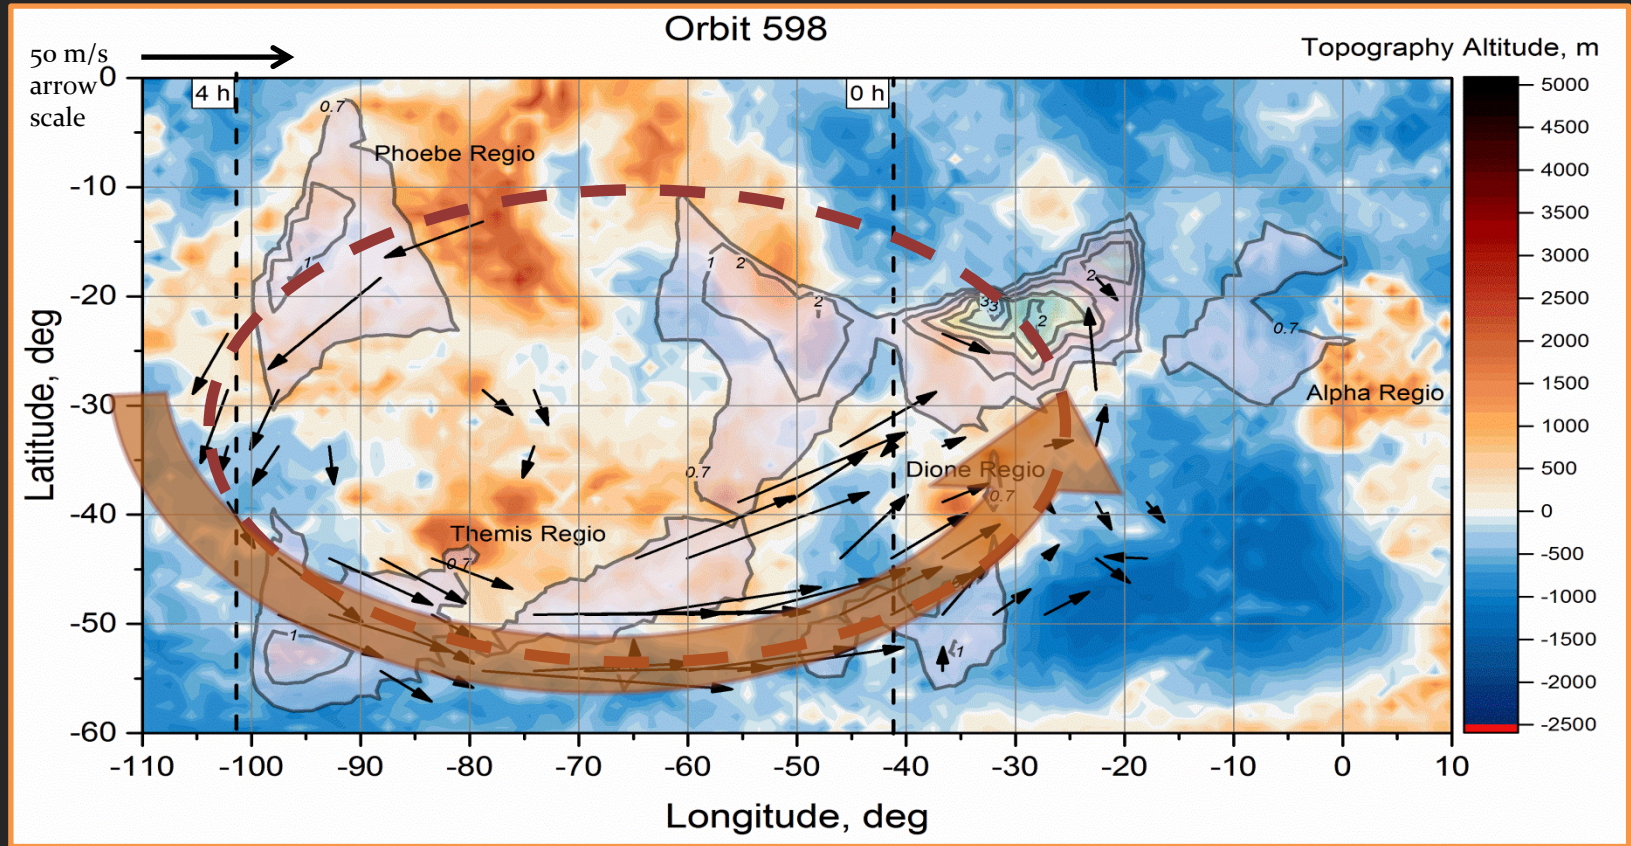 Orbit 598
50 m/s
arrow
scale
Topography Altitude, m
4 h
0 h
0.7
Phoebe Regio
1
1
2
2
33
2
2
0.7
Alpha Regio
0.7
Dione Regio
0.7
Themis Regio
0.7
1
1
0
-10
-20
-30
-40
-50
-60
Latitude, deg
-110 -100 -90 -80 -70 -60 -50 -40 -30 -20 -10 0 10
Longitude, deg
5000
4500
4000
3500
3000
2500
2000
1500
1000
500
0
-500
-1000
-1500
-2000
-2500